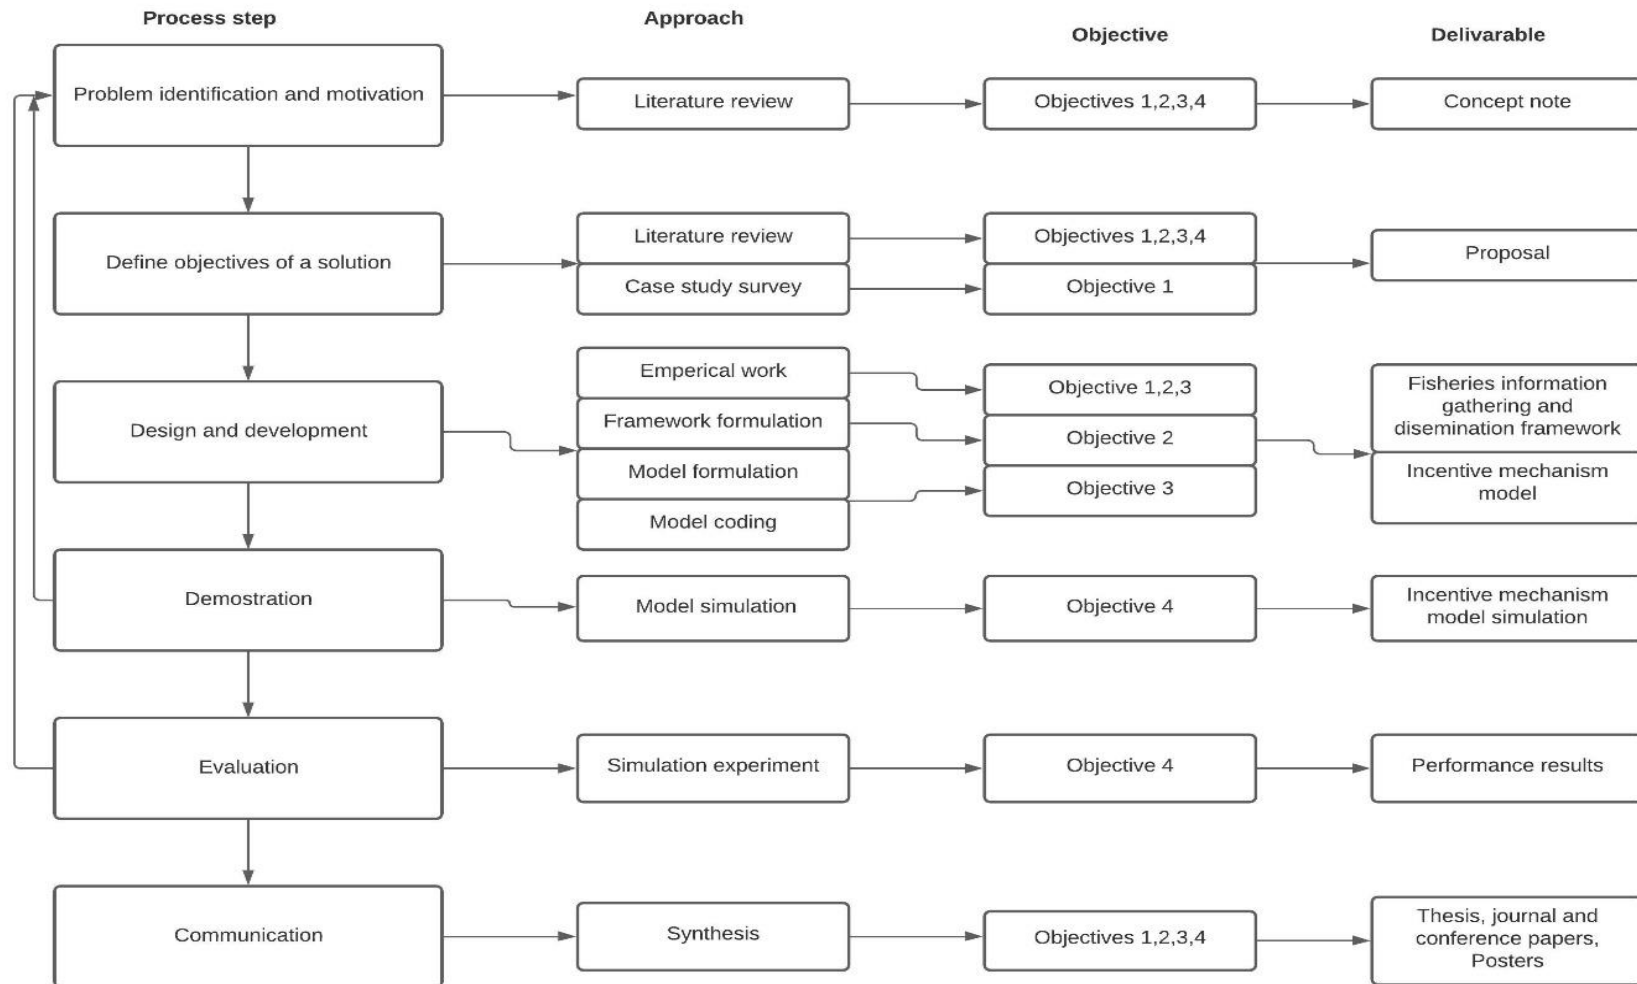 Process step
Approach
Objective
Delivarable
Problem identification and motivation
Literature review
Objectives 1,2,3,4
Concept note
Define objectives of a solution
Literature review
Objectives 1,2,3,4
Case study survey
Objective 1
Proposal
Design and development
Emperical work
Framework formulation
Model formulation
Model coding
Objective 1,2,3
Objective 2
Objective 3
Fisheries information
gathering and
disemination framework
Incentive mechanism
model
Demostration
Model simulation
Objective 4
Incentive mechanism
model simulation
Evaluation
Simulation experiment
Objective 4
Performance results
Communication
Synthesis
Objectives 1,2,3,4
Thesis, journal and
conference papers,
Posters